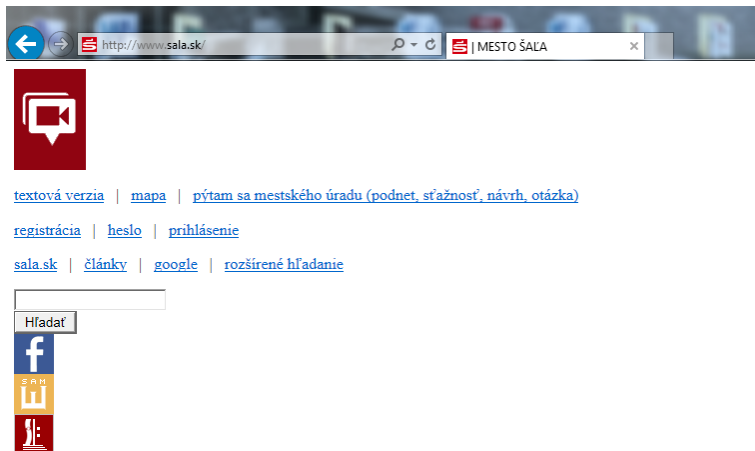 http://www.sala.sk/
| MESTO ŠAĽA
textová verzia | mapa | pýtam sa mestského úradu (podnet, sťažnosť, návrh, otázka)
registrácia | heslo | prihlásenie
sala.sk | články | google | rozšírené hľadanie
Hľadať
f
SAM